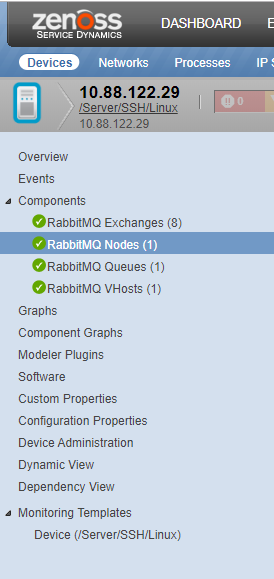 zenoss
SERVICE DYNAMICS
DASHBOARD
Devices Networks Processes
10.88.122.29
/Server/SSH/Linux
10.88.122.29
0
Overview
Events
Components
RabbitMQ Exchanges (8)
RabbitMQ Nodes (1)
RabbitMQ Queues (1)
RabbitMQ VHosts (1)
Graphs
Component Graphs
Modeler Plugins
Software
Custom Properties
Configuration Properties
Device Administration
Dynamic View
Dependency View
Monitoring Templates
Device (/Server/SSH/Linux)